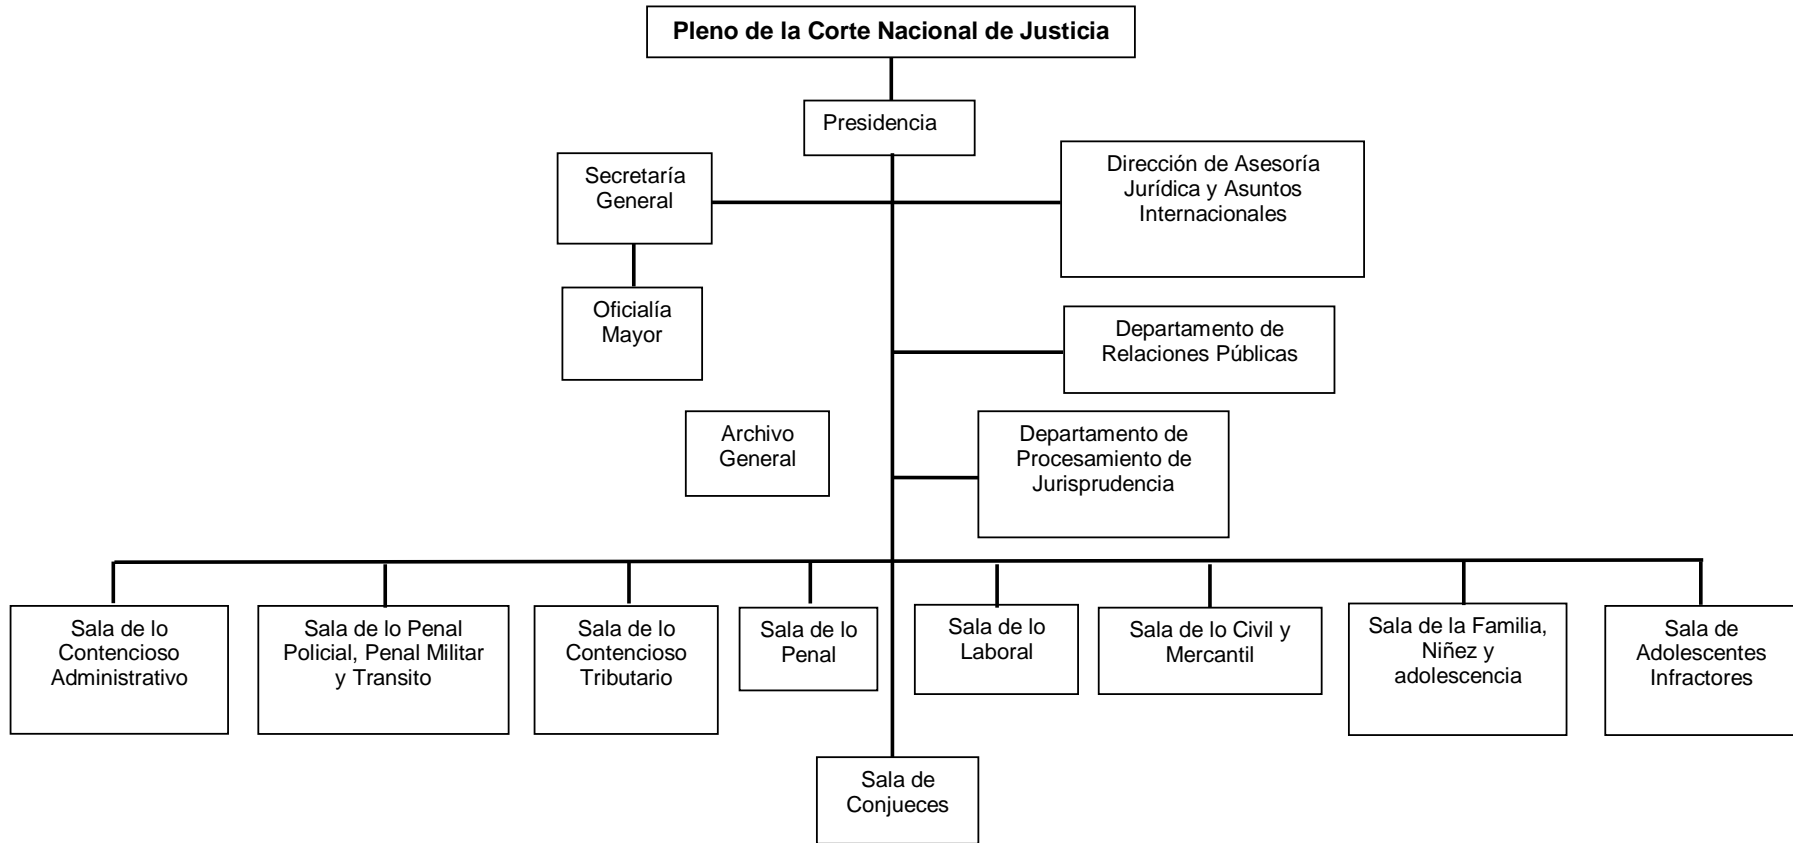 Pleno de la Corte Nacional de Justicia
Presidencia
Secretaría
General
Dirección de Asesoría
Jurídica y Asuntos
Internacionales
Oficialía
Mayor
Departamento de
Relaciones Públicas
Archivo
General
Departamento de
Procesamiento de
Jurisprudencia
Sala de lo
Contencioso
Administrativo
Sala de lo Penal
Policial, Penal Militar
y Transito
Sala de lo
Contencioso
Tributario
Sala de lo
Penal
Sala de lo
Laboral
Sala de lo Civil y
Mercantil
Sala de la Familia,
Niñez y
adolescencia
Sala de
Adolescentes
Infractores
Sala de
Conjueces